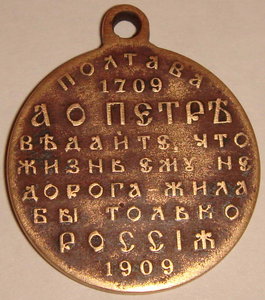 ПОЛТАВА
1709
А О ПЕТРѢ
ВѢДАЙТЕ, ЧТО
ЖИЗНЬ ЕМУ НЕ
ДОРОГА-ЖИЛА
БЫ ТОЛЬКО
РОССІЯ
1909